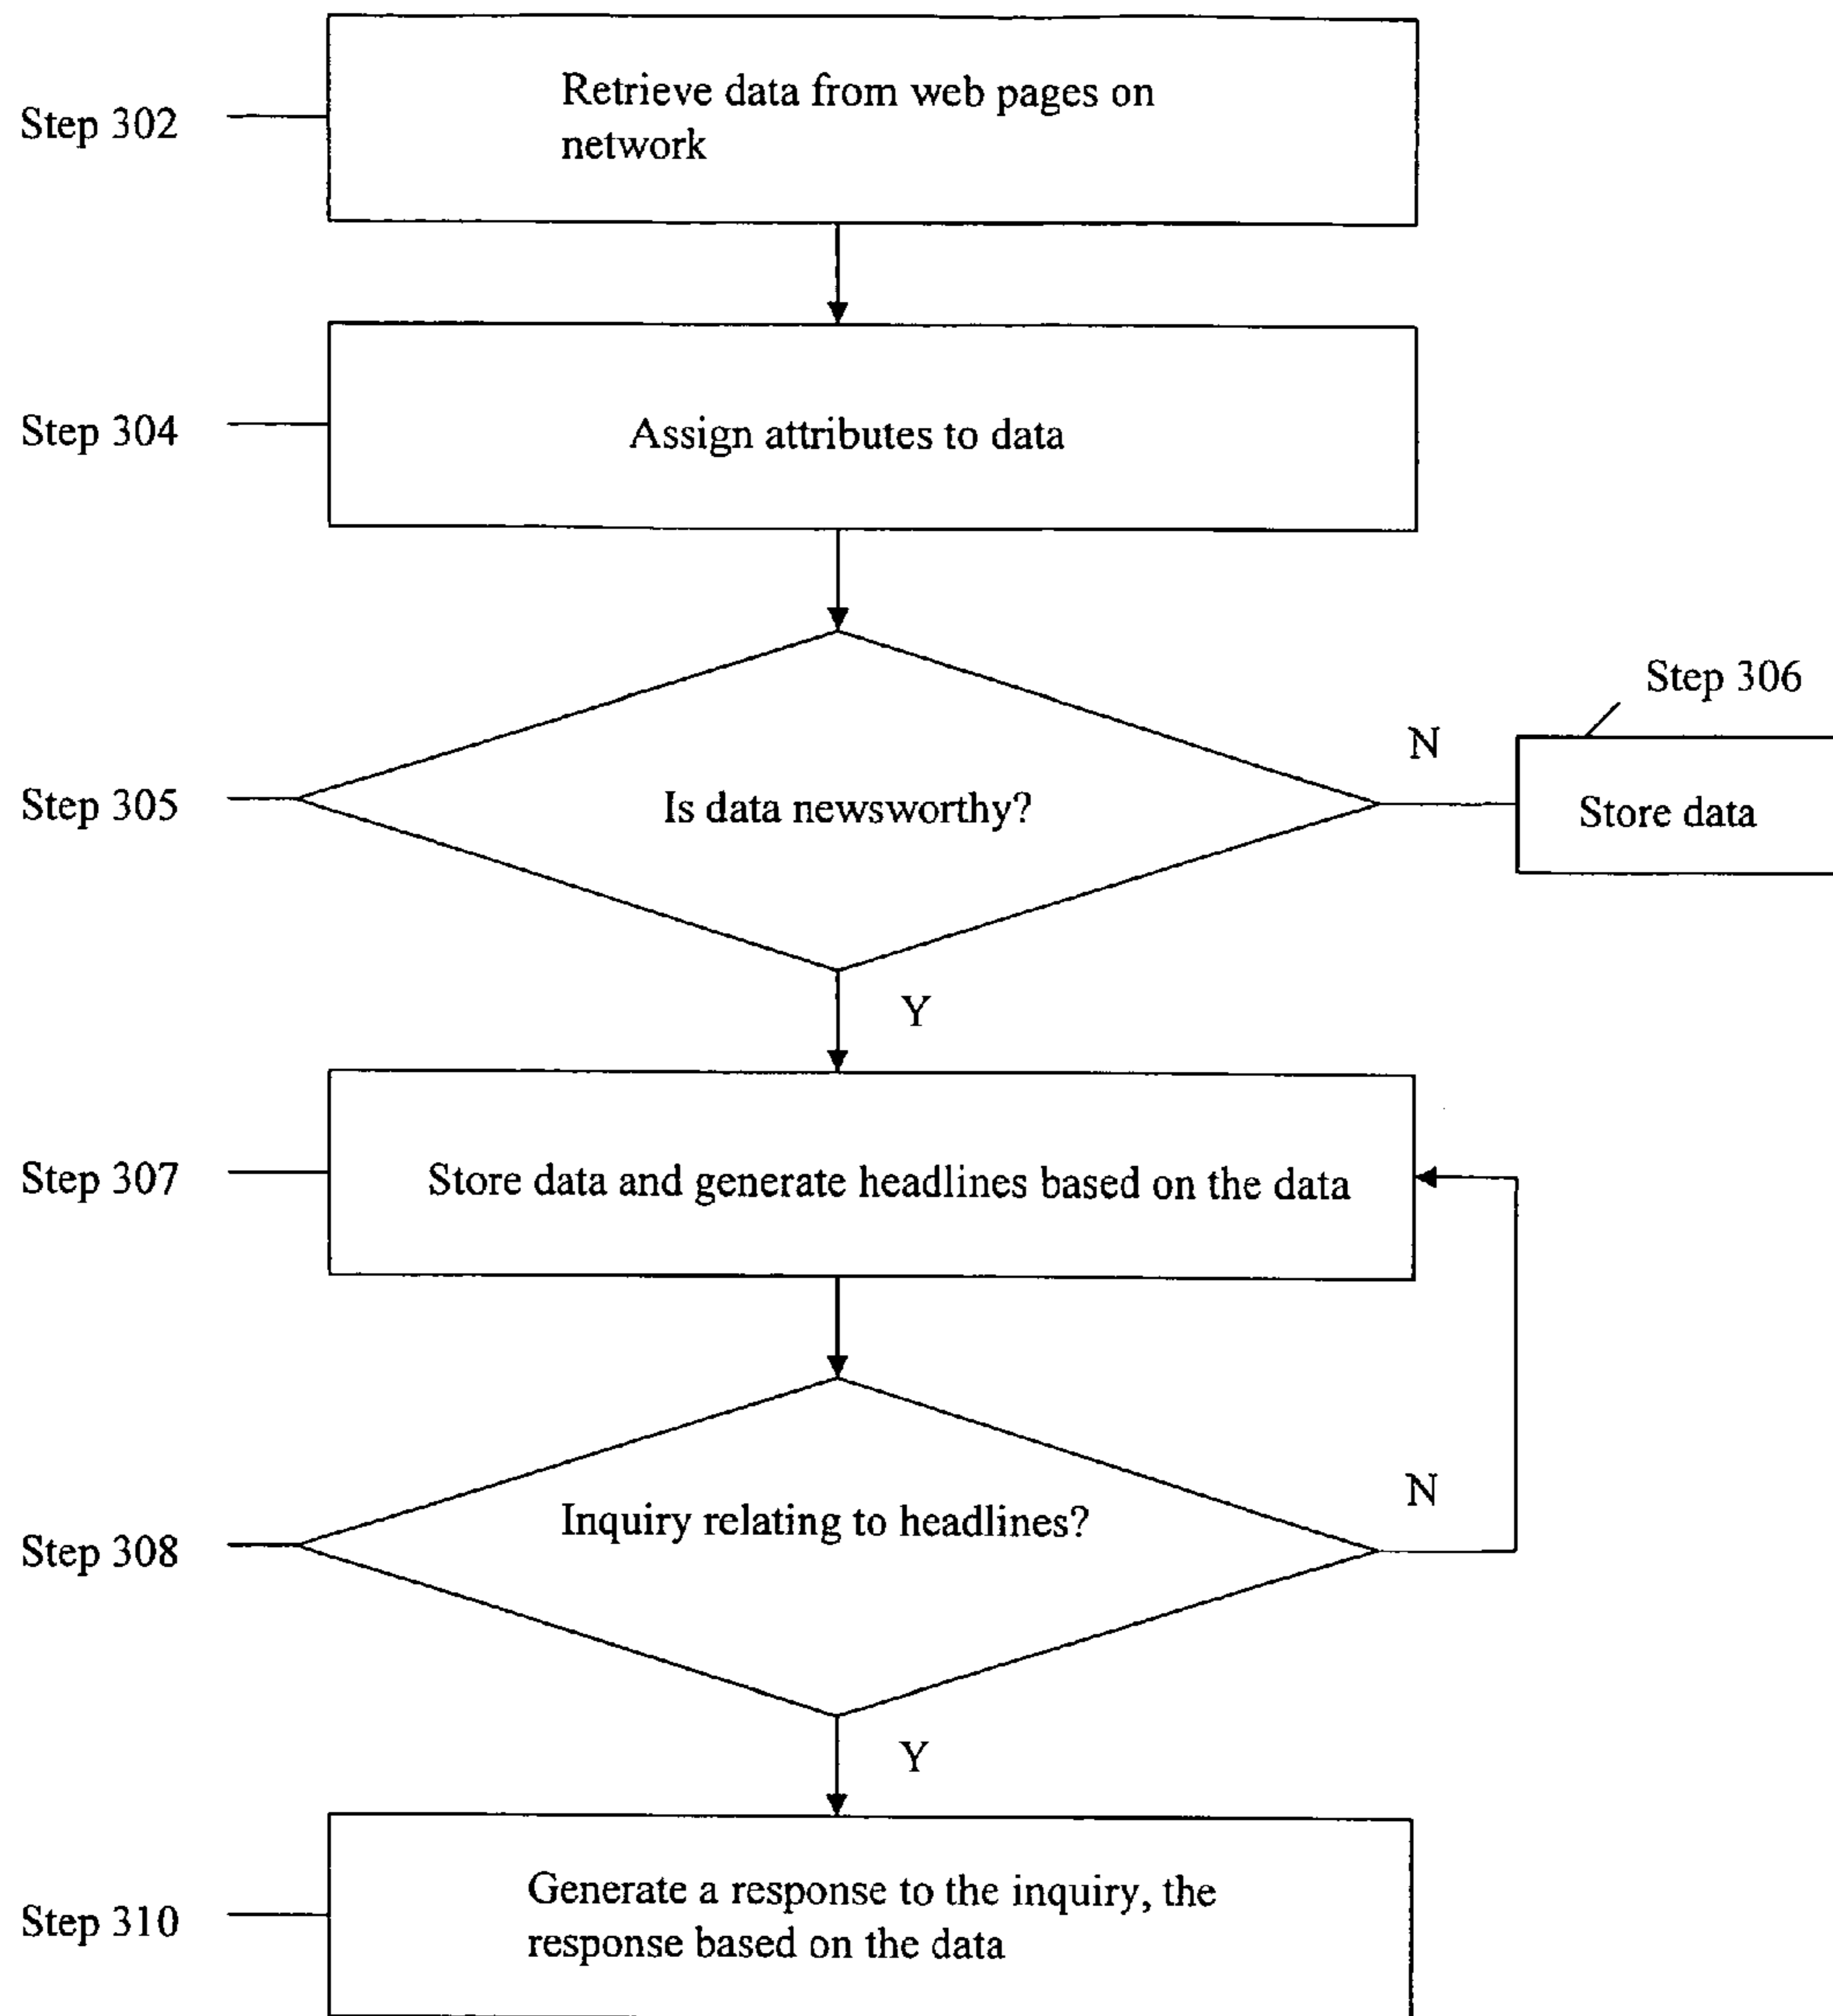 Step 302
Retrieve data from web pages on
network
Step 304
Assign attributes to data
Step 306
N
Step 305
Is data newsworthy?
Store data
Y
Step 307
Store data and generate headlines based on the data
N
Step 308
Inquiry relating to headlines?
Y
Step 310
Generate a response to the inquiry, the
response based on the data